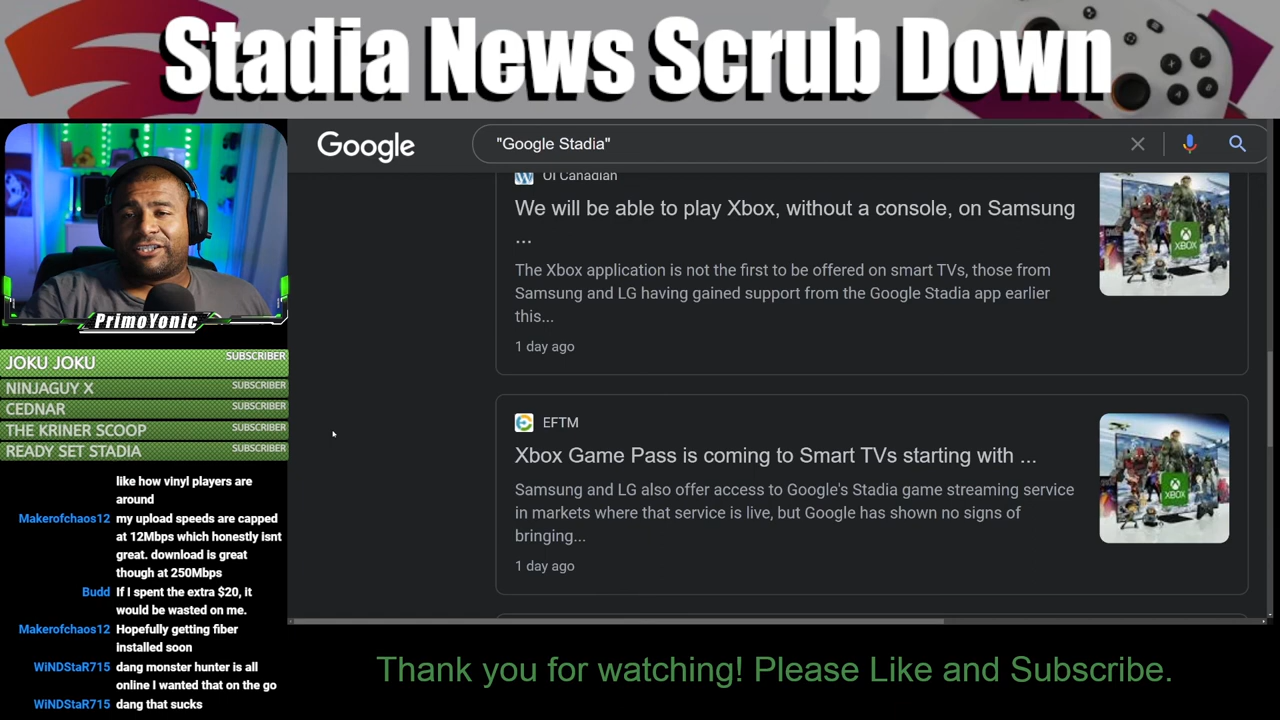 Stadia News Scrub Down
Google
"Google Stadia"
UI Canadian
We will be able to play Xbox, without a console, on Samsung
...
The Xbox application is not the first to be offered on smart TVs, those from
Samsung and LG having gained support from the Google Stadia app earlier
this...
1 day ago
XBOX
EFTM
Xbox Game Pass is coming to Smart TVs starting with ...
Samsung and LG also offer access to Google's Stadia game streaming service
in markets where that service is live, but Google has shown no signs of
bringing...
1 day ago
XBOX
PrimoYonic
JOKU JOKU SUBSCRIBER
NINJAGUY X SUBSCRIBER
CEDNAR SUBSCRIBER
THE KRINER SCOOP SUBSCRIBER
READY SET STADIA SUBSCRIBER
like how vinyl players are
around
Makerofchaos12 my upload speeds are capped
at 12Mbps which honestly isnt
great. download is great
though at 250Mbps
Budd If I spent the extra $20, it
would be wasted on me.
Makerofchaos12 Hopefully getting fiber
installed soon
WiNDStaR715 dang monster hunter is all
online I wanted that on the go
WiNDStaR715 dang that sucks
Thank you for watching! Please Like and Subscribe.